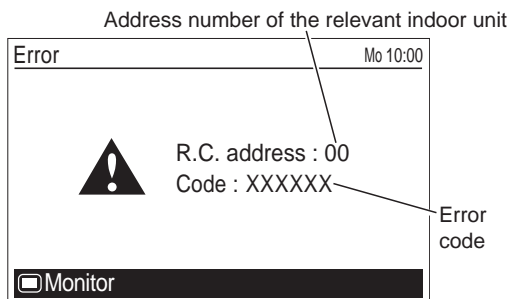 Address number of the relevant indoor unit
Error Mo 10:00
R.C. address : 00
Code : XXXXXX
Error
code
Monitor